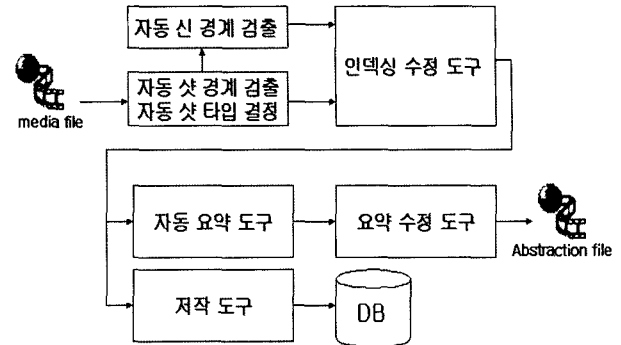 자동 신 경계 검출
인덱싱 수정 도구
자동 샷 경계 검출
자동 샷 타입 결정
media file
자동 요약 도구
요약 수정 도구
Abstraction file
저작 도구
DB